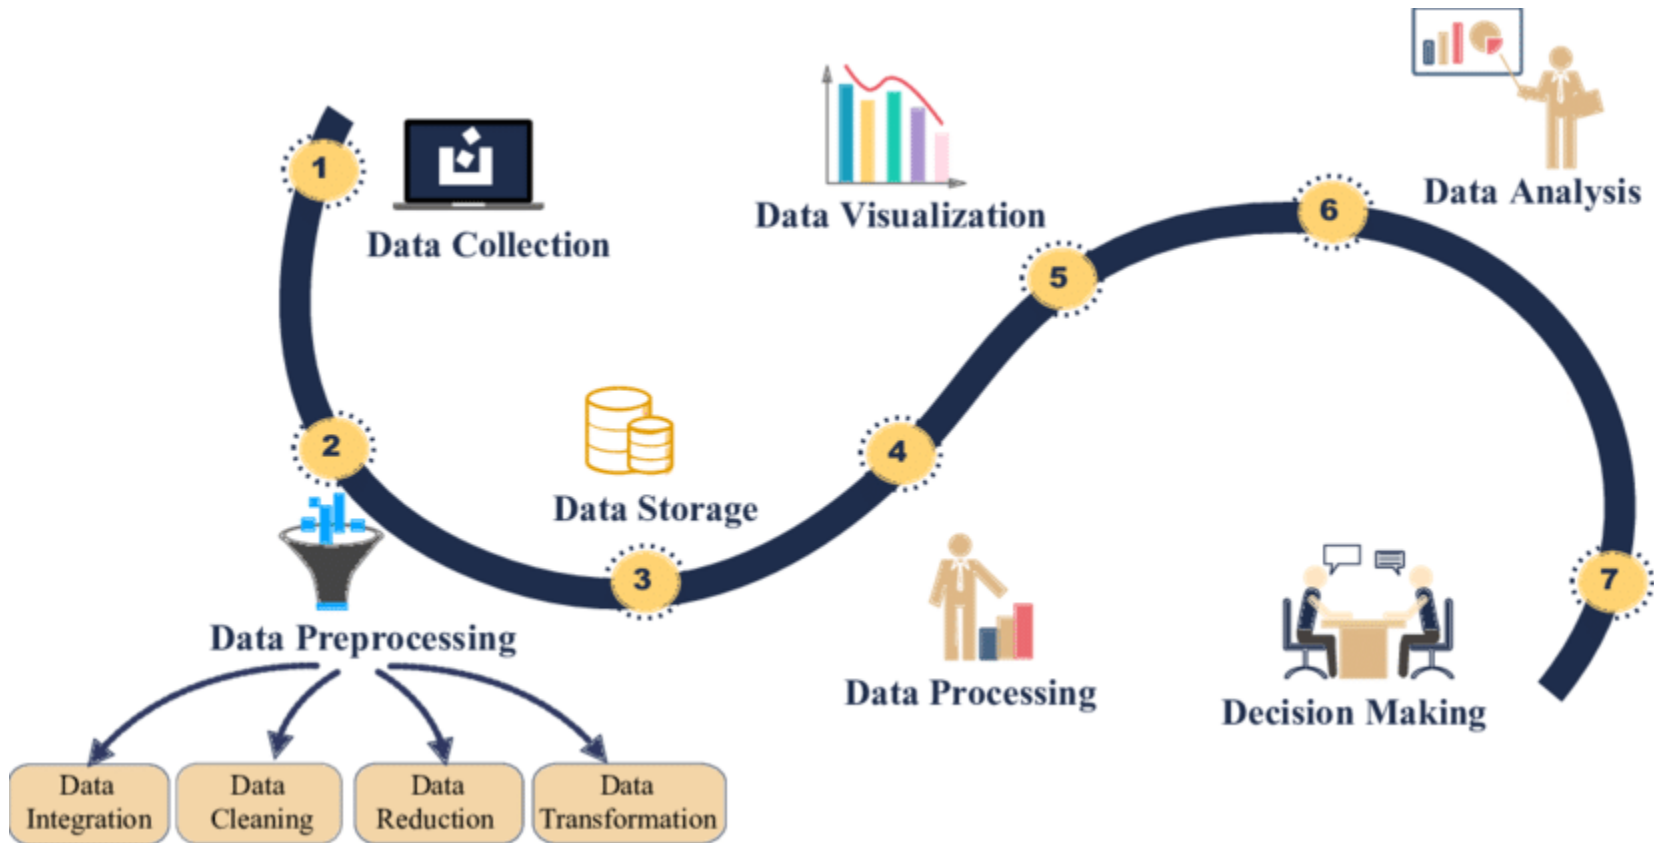 1
Data Collection
2
Data Preprocessing
Data
Integration
Data
Cleaning
Data
Reduction
Data
Transformation
3
Data Storage
4
Data Processing
5
Data Visualization
6
Data Analysis
7
Decision Making